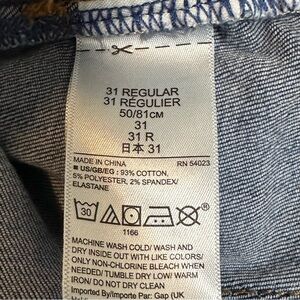 31 REGULAR
31 RÉGULIER
50/81CM
31
31 R
日本 31
MADE IN CHINA RN 54023
■ US/GB/EG : 93% COTTON,
5% POLYESTER, 2% SPANDEX/
ELASTANE
30
1166
MACHINE WASH COLD/ WASH AND
DRY INSIDE OUT WITH LIKE COLORS/
ONLY NON-CHLORINE BLEACH WHEN
NEEDED/ TUMBLE DRY LOW/ WARM
IRON/ DO NOT DRY CLEAN
Imported By/Importe Par: Gap (UK